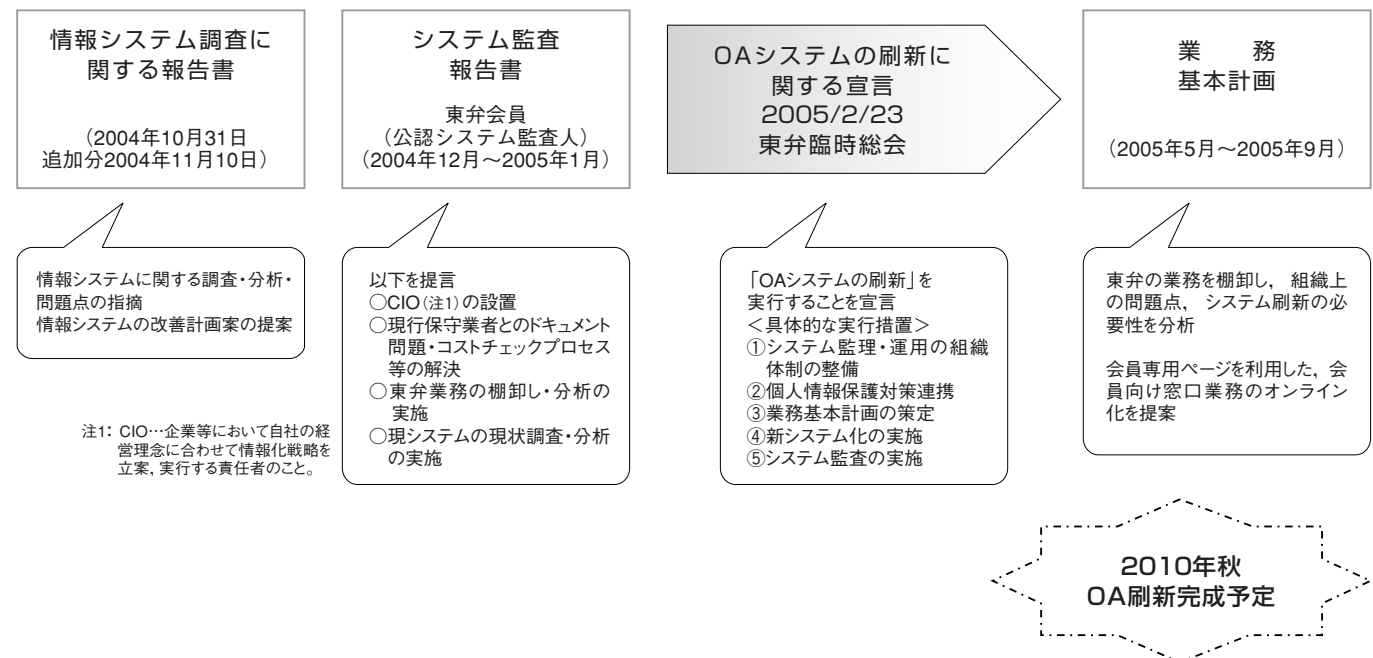 情報システム調査に
関する報告書
（2004年10月31日
追加分2004年11月10日）
情報システムに関する調査・分析・
問題点の指摘
情報システムの改善計画案の提案
注1： CIO…企業等において自社の経
営理念に合わせて情報化戦略を
立案，実行する責任者のこと。
システム監査
報告書
東弁会員
（公認システム監査人）
（2004年12月～2005年1月）
以下を提言
○CIO（注1）の設置
○現行保守業者とのドキュメント
問題・コストチェックプロセス
等の解決
○東弁業務の棚卸し・分析の
実施
○現システムの現状調査・分析
の実施
OAシステムの刷新に
関する宣言
2005/2/23
東弁臨時総会
「OAシステムの刷新」を
実行することを宣言
＜具体的な実行措置＞
①システム監理・運用の組織
体制の整備
②個人情報保護対策連携
③業務基本計画の策定
④新システム化の実施
⑤システム監査の実施
業　務
基本計画
（2005年5月～2005年9月）
東弁の業務を棚卸し， 組織上
の問題点， システム刷新の必
要性を分析
会員専用ページを利用した，会
員向け窓口業務のオンライン
化を提案
2010年秋
OA刷新完成予定